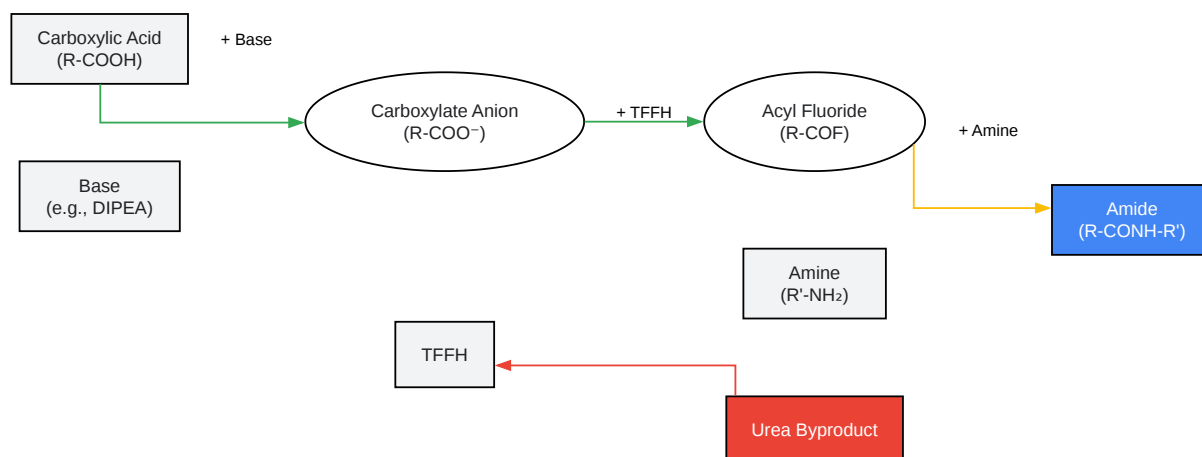 Carboxylic Acid
(R-COOH)
+ Base
Carboxylate Anion
(R-COO⁻)
+ TFFH
Acyl Fluoride
(R-COF)
+ Amine
Base
(e.g., DIPEA)
Amide
(R-CONH-R')
Amine
(R'-NH₂)
TFFH
Urea Byproduct